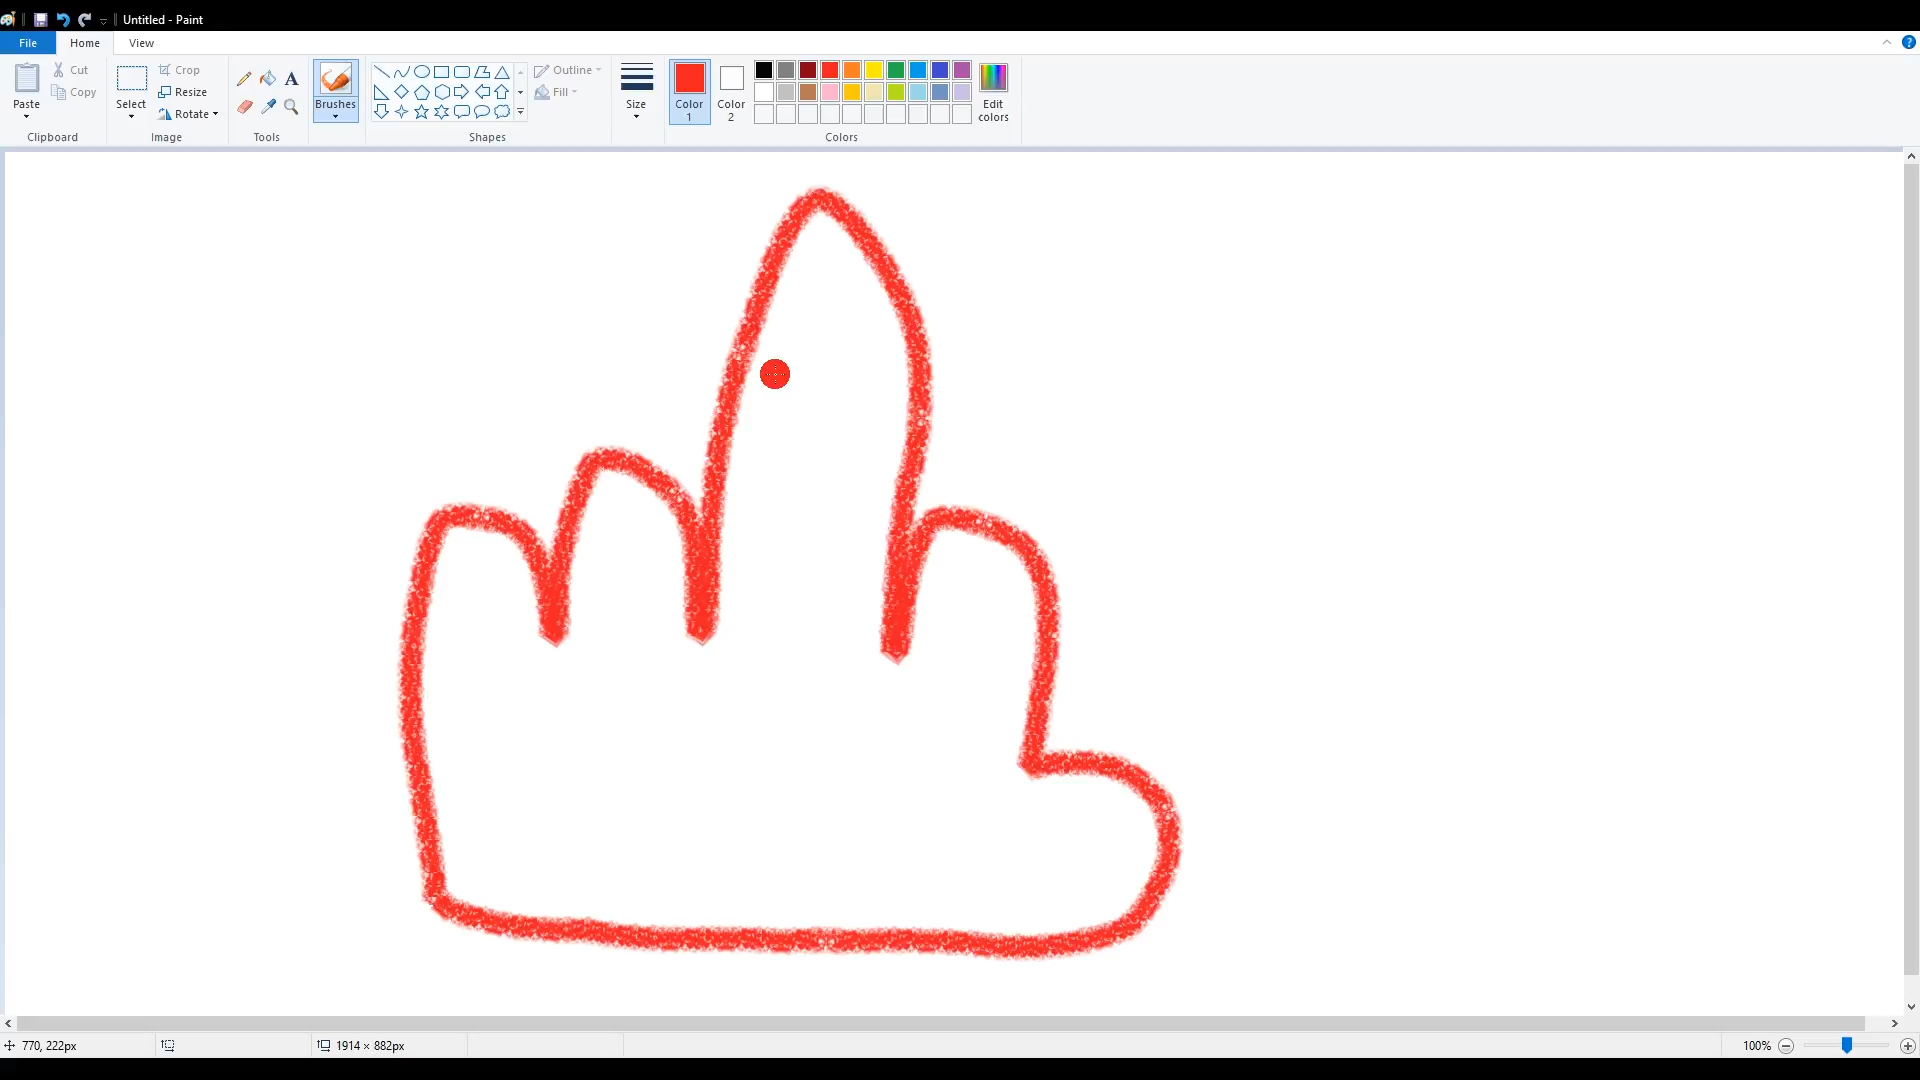 Untitled - Paint
File Home View
Paste
Cut
Copy
Clipboard
Select
Crop
Resize
Rotate
Image
A
Tools
Brushes
Shapes
Outline
Fill
Size
Color 1
Color 2
Colors
Edit colors
?
770, 222px
1914 × 882px
100%